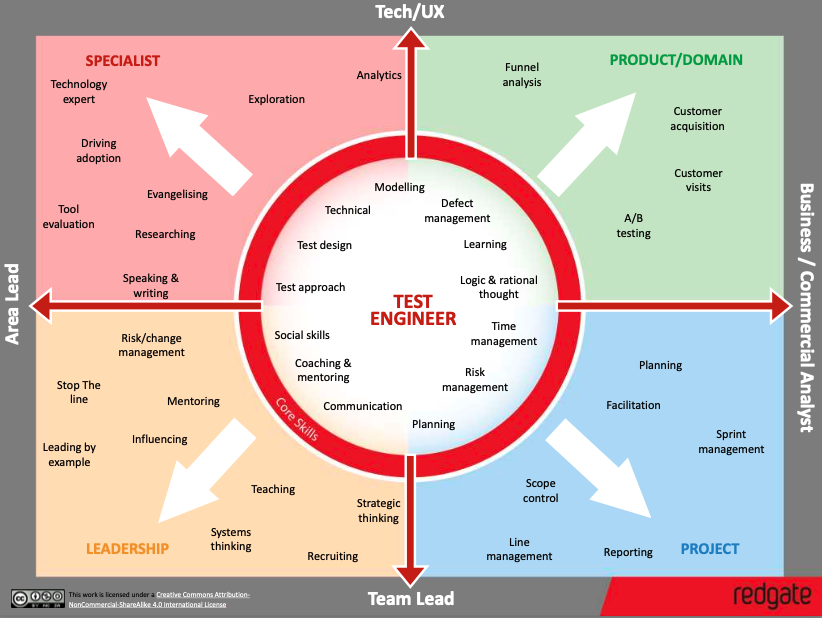 Tech/UX
SPECIALIST
Technology
expert
Exploration
Analytics
Driving
adoption
Evangelising
Tool
evaluation
Researching
Speaking &
writing
Funnel
analysis
PRODUCT/DOMAIN
Customer
acquisition
Customer
visits
A/B
testing
Area Lead
Business / Commercial Analyst
Modelling
Technical
Defect
management
Test design
Learning
Test approach
Logic & rational
thought
TEST
ENGINEER
Social skills
Time
management
Coaching &
mentoring
Risk
management
Communication
Planning
Core Skills
Risk/change
management
Stop The
line
Mentoring
Influencing
Leading by
example
Teaching
Strategic
thinking
Systems
thinking
Recruiting
LEADERSHIP
Planning
Facilitation
Sprint
management
Scope
control
Line
management
Reporting
PROJECT
Team Lead
cc
BY NC SA
This work is licensed under a Creative Commons Attribution-
NonCommercial-ShareAlike 4.0 International License
redgate